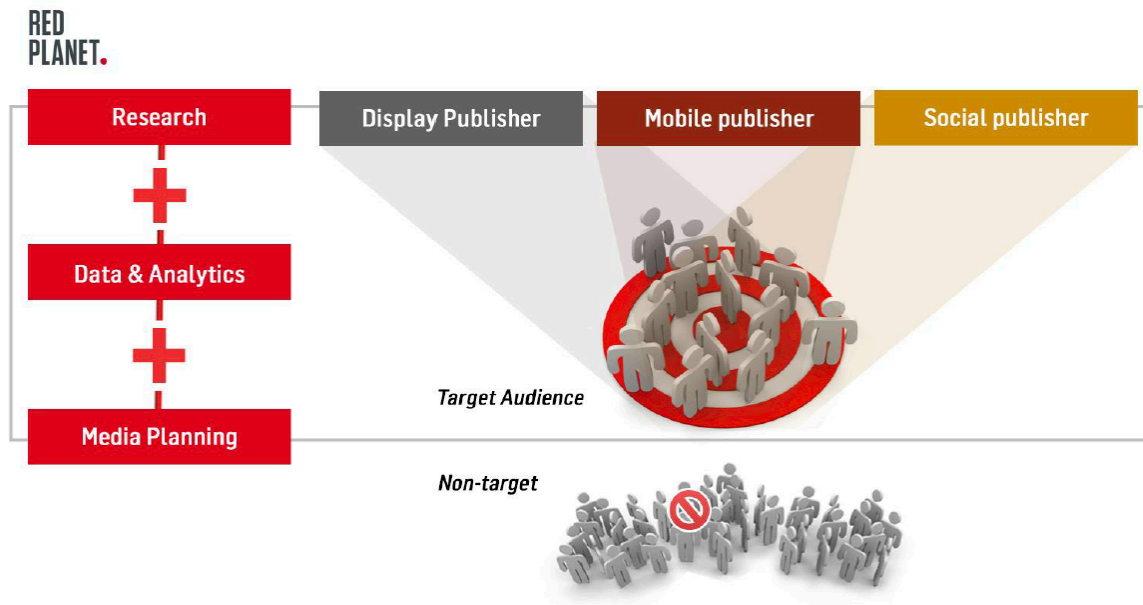 RED
PLANET.
Research
Display Publisher
Mobile publisher
Social publisher
Data & Analytics
Target Audience
Media Planning
Non-target